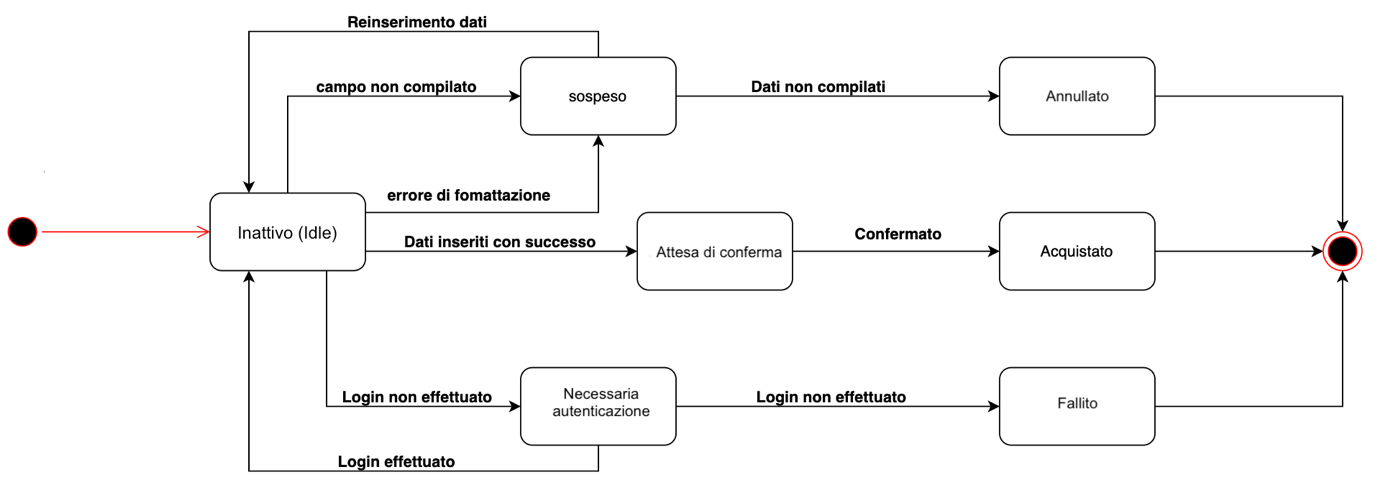 Reinserimento dati
campo non compilato
sospeso
Dati non compilati
Annullato
errore di fomattazione
Inattivo (Idle)
Dati inseriti con successo
Attesa di conferma
Confermato
Acquistato
Login non effettuato
Necessaria
autenticazione
Login non effettuato
Fallito
Login effettuato